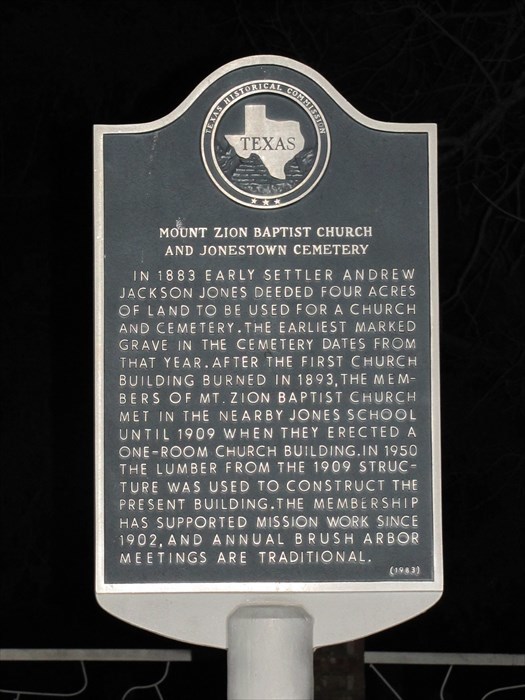 TEXAS HISTORICAL COMMISSION
TEXAS
MOUNT ZION BAPTIST CHURCH
AND JONESTOWN CEMETERY
IN 1883 EARLY SETTLER ANDREW
JACKSON JONES DEEDED FOUR ACRES
OF LAND TO BE USED FOR A CHURCH
AND CEMETERY. THE EARLIEST MARKED
GRAVE IN THE CEMETERY DATES FROM
THAT YEAR. AFTER THE FIRST CHURCH
BUILDING BURNED IN 1893, THE MEM-
BERS OF MT. ZION BAPTIST CHURCH
MET IN THE NEARBY JONES SCHOOL
UNTIL 1909 WHEN THEY ERECTED A
ONE-ROOM CHURCH BUILDING. IN 1950
THE LUMBER FROM THE 1909 STRUC-
TURE WAS USED TO CONSTRUCT THE
PRESENT BUILDING. THE MEMBERSHIP
HAS SUPPORTED MISSION WORK SINCE
1902, AND ANNUAL BRUSH ARBOR
MEETINGS ARE TRADITIONAL.
(1983)